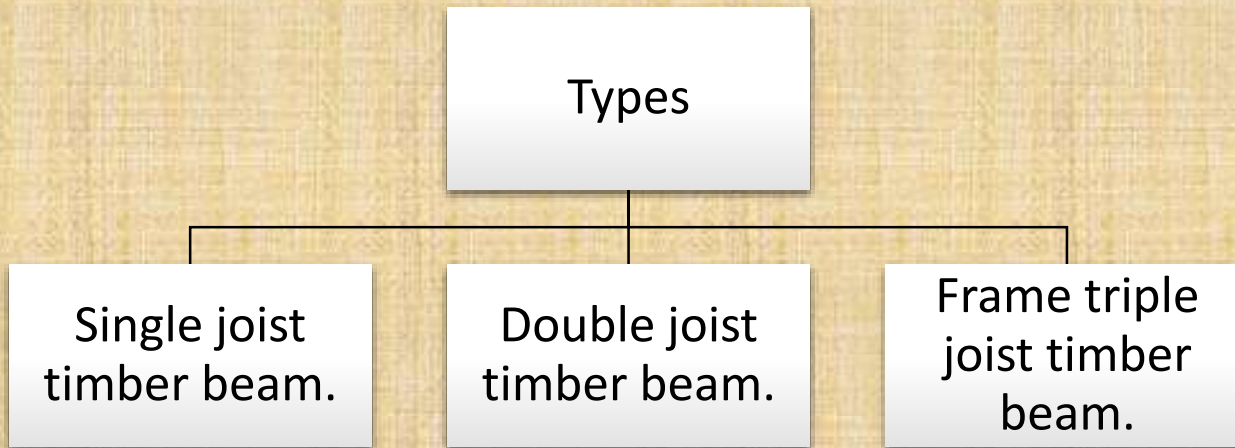 Types
Single joist
timber beam.
Double joist
timber beam.
Frame triple
joist timber
beam.